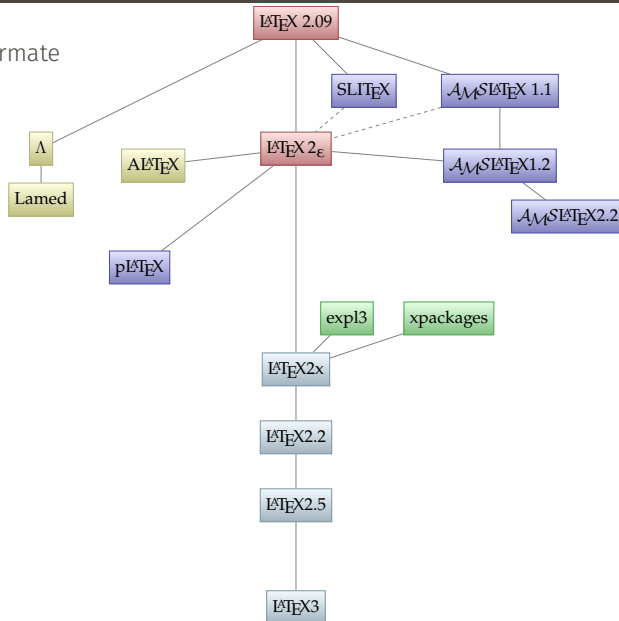 LATEX 2.09
rmate
SLITEX
AMSLATEX 1.1
Λ
ALATEX
LATEX 2ε
AMSLATEX1.2
Lamed
AMSLATEX2.2
pLATEX
expl3
xpackages
LATEX2x
LATEX2.2
LATEX2.5
LATEX3